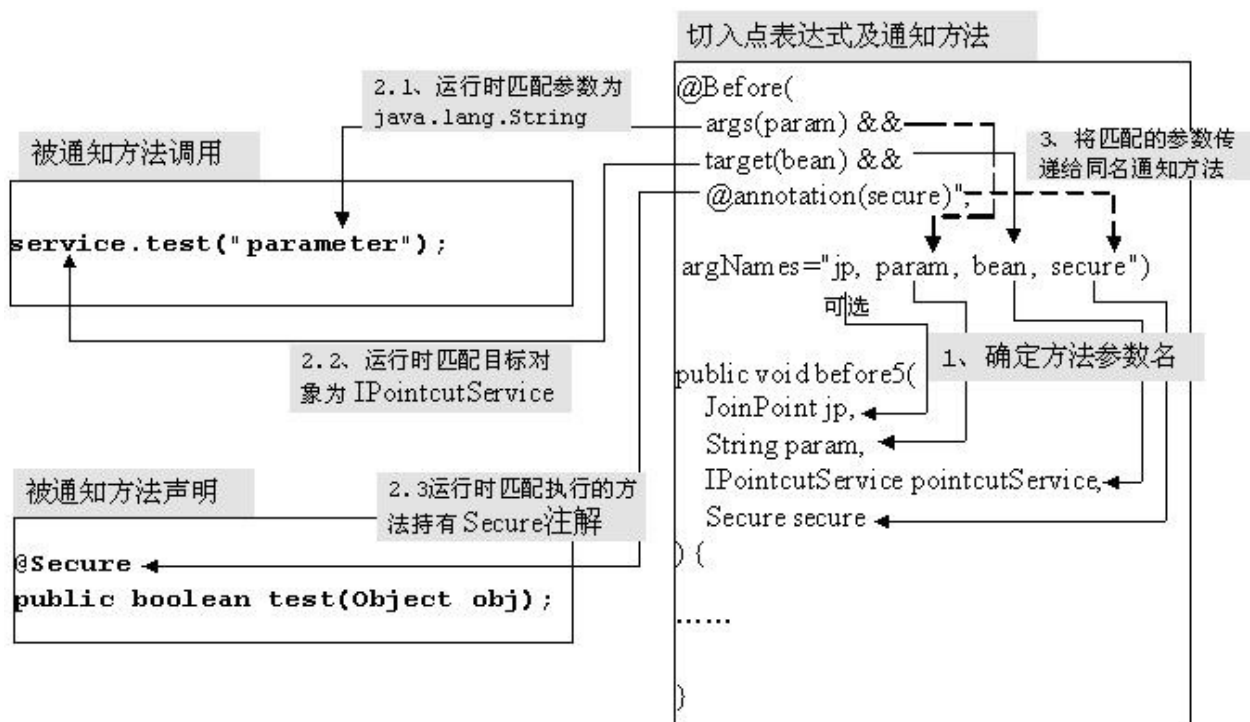 切入点表达式及通知方法
@Before(
args(param) &&
target(bean) &&
@annotation(secure)",
argNames="jp, param, bean, secure")
可选
public void before5(
JoinPoint jp,
String param,
IPointcutService pointcutService,
Secure secure
) {
......
}
3、将匹配的参数传
递给同名通知方法
1、确定方法参数名
2.1、运行时匹配参数为
java.lang.String
被通知方法调用
service.test("parameter");
2.2、运行时匹配目标对
象为 IPointcutService
被通知方法声明
2.3运行时匹配执行的方
法持有 Secure注解
@Secure
public boolean test(Object obj);